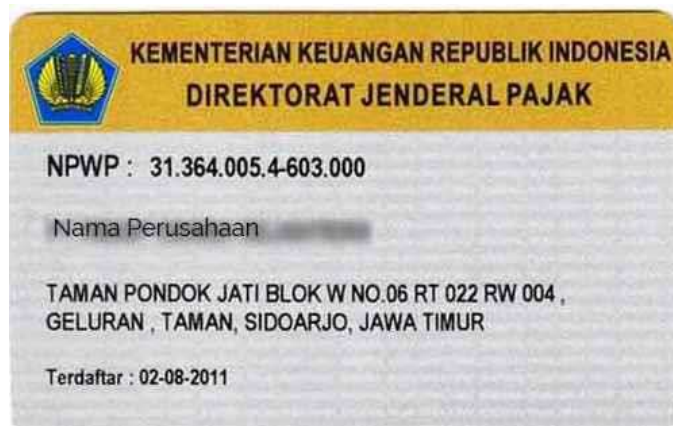 KEMENTERIAN KEUANGAN REPUBLIK INDONESIA
DIREKTORAT JENDERAL PAJAK
NPWP : 31.364.005.4-603.000
Nama Perusahaan
TAMAN PONDOK JATI BLOK W NO.06 RT 022 RW 004 ,
GELURAN , TAMAN, SIDOARJO, JAWA TIMUR
Terdaftar : 02-08-2011